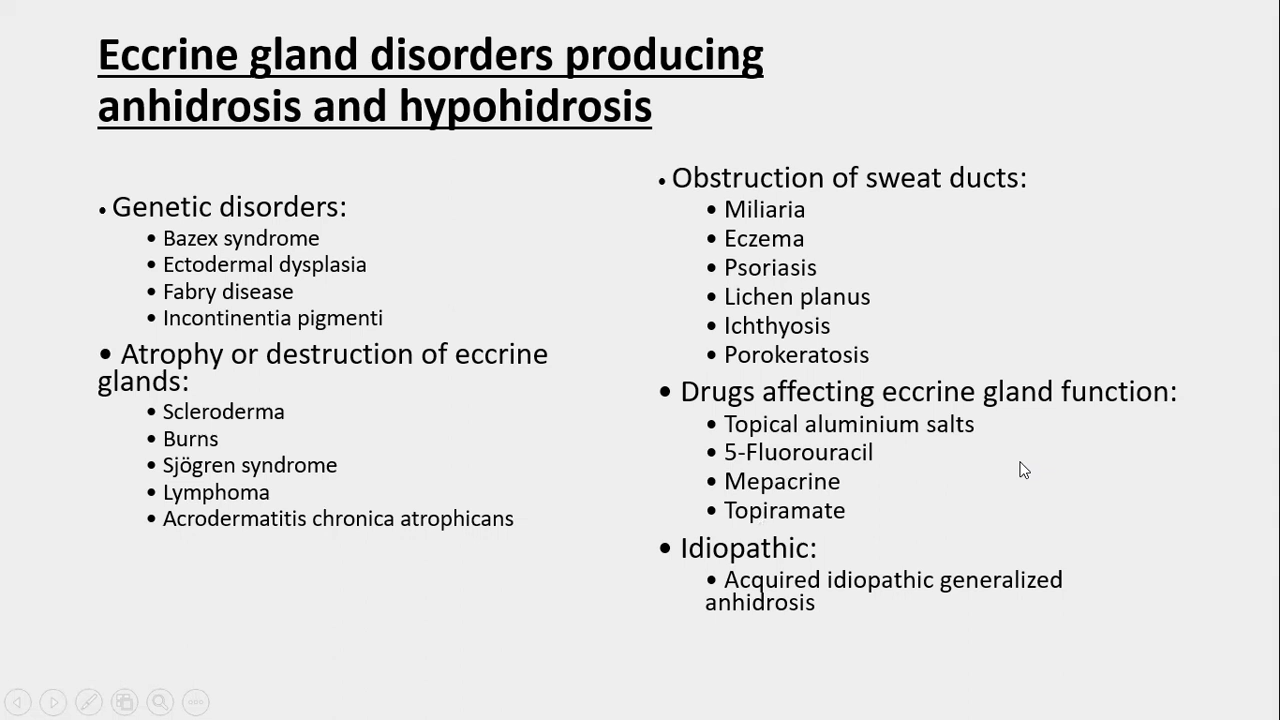 Eccrine gland disorders producing
anhidrosis and hypohidrosis
• Genetic disorders:
• Bazex syndrome
• Ectodermal dysplasia
• Fabry disease
• Incontinentia pigmenti
• Atrophy or destruction of eccrine
glands:
• Scleroderma
• Burns
• Sjögren syndrome
• Lymphoma
• Acrodermatitis chronica atrophicans
• Obstruction of sweat ducts:
• Miliaria
• Eczema
• Psoriasis
• Lichen planus
• Ichthyosis
• Porokeratosis
• Drugs affecting eccrine gland function:
• Topical aluminium salts
• 5-Fluorouracil
• Mepacrine
• Topiramate
• Idiopathic:
• Acquired idiopathic generalized
anhidrosis